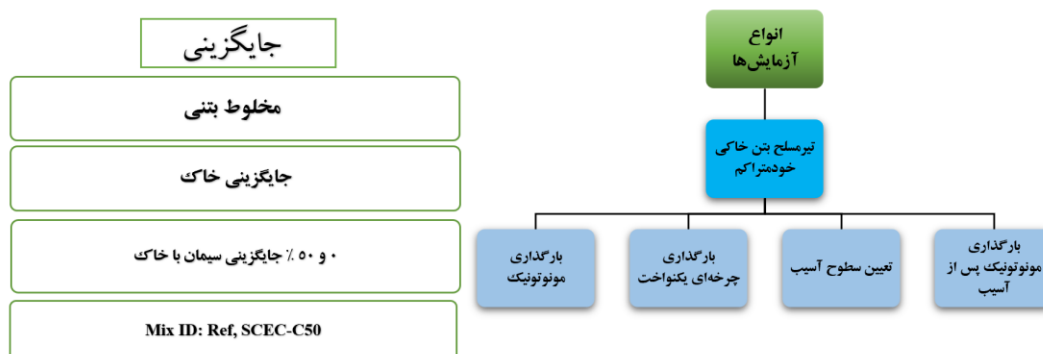 جایگزینی
مخلوط بتنی
جایگزینی خاک
۰ و ۵۰ ٪ جایگزینی سیمان با خاک
Mix ID: Ref, SCEC-C50
انواع
آزمایش‌ها
تیرمسلح بتن خاکی
خودمتراکم
بارگذاری
مونوتونیک
بارگذاری
چرخه‌ای یکنواخت
تعیین سطوح آسیب
بارگذاری
مونوتونیک پس از
آسیب